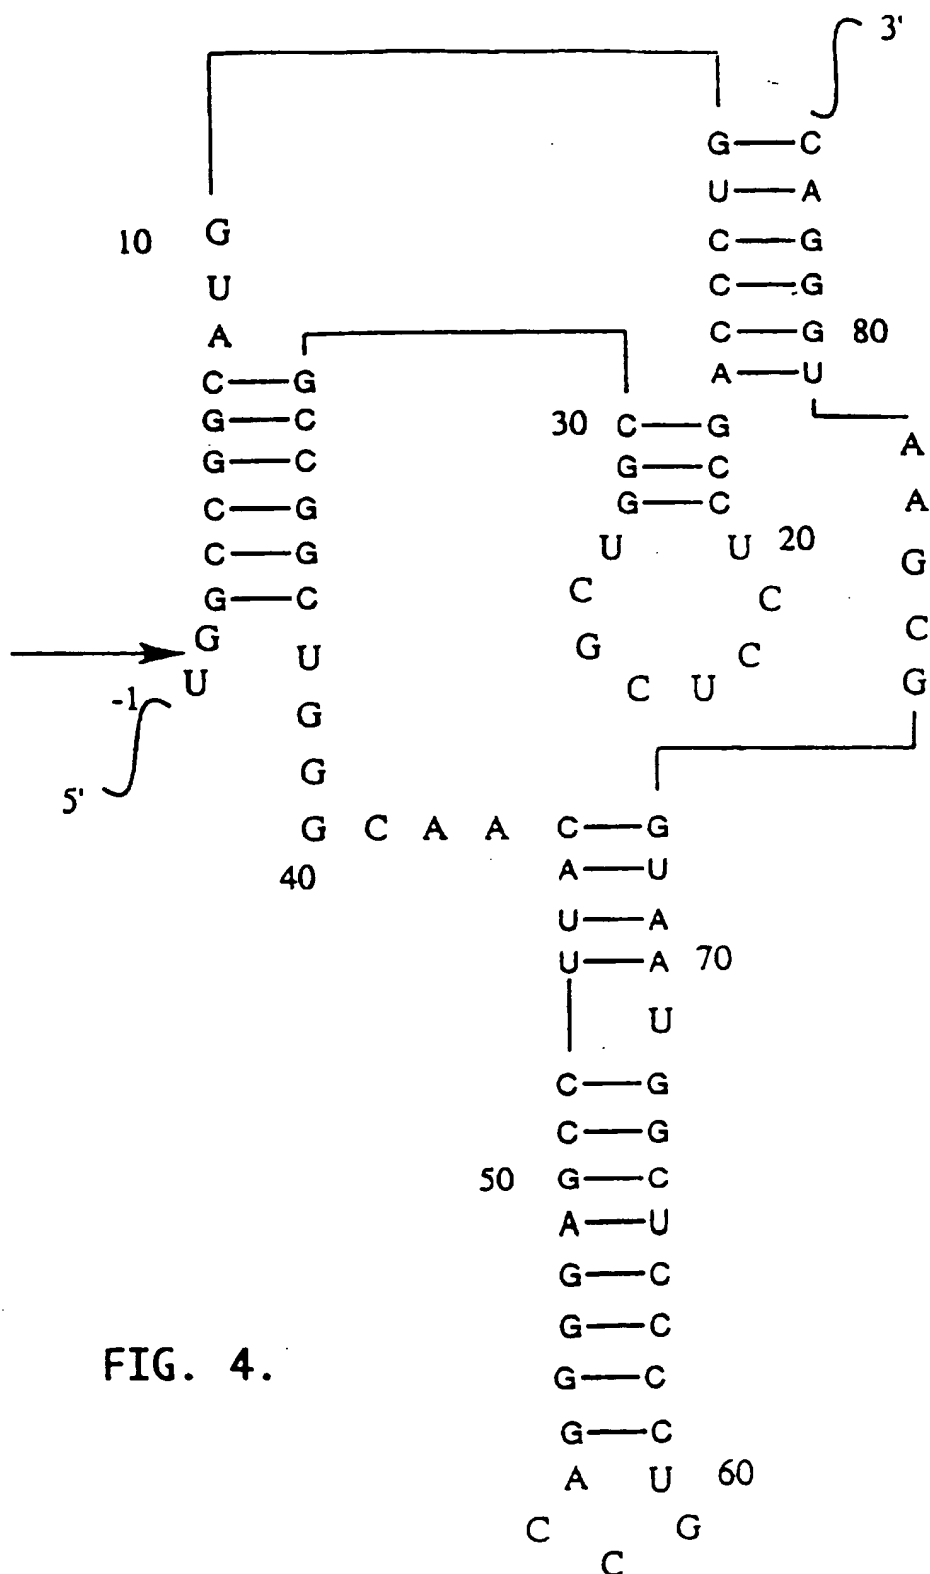 3'
G C
U A
10 G C G
U C G
A C G 80
C G A U
G C 30 C G A
G C G C A
C G G C G
C G U U 20 C
G C C C G
G U G C
-1 U G C U
5' G
G C A A C G
40 A U
U A
U A 70
U
C G
C G
50 G C
A U
G C
G C
G C
G C
A U 60
C G
C
FIG. 4.